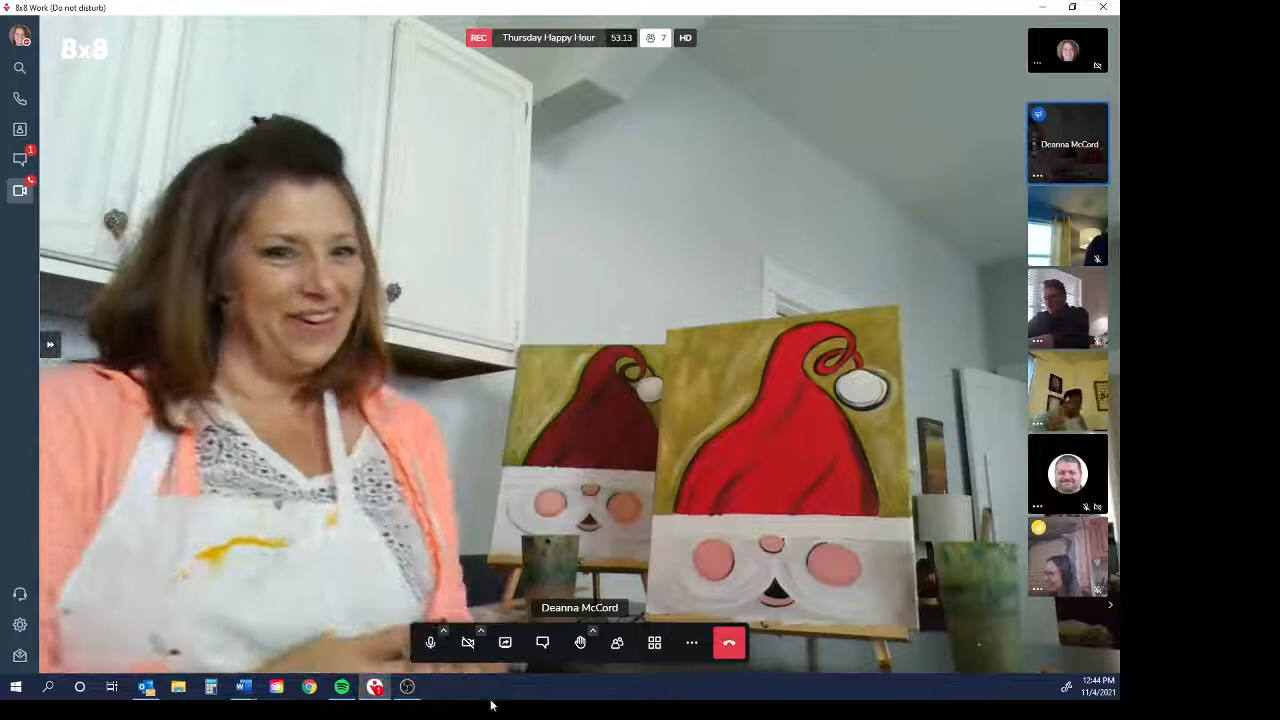 8x8 Work (Do not disturb)
8x8
REC Thursday Happy Hour 53.13 7 HD
Deanna McCord
1
Deanna McCord
1
12:44 PM
11/4/2021